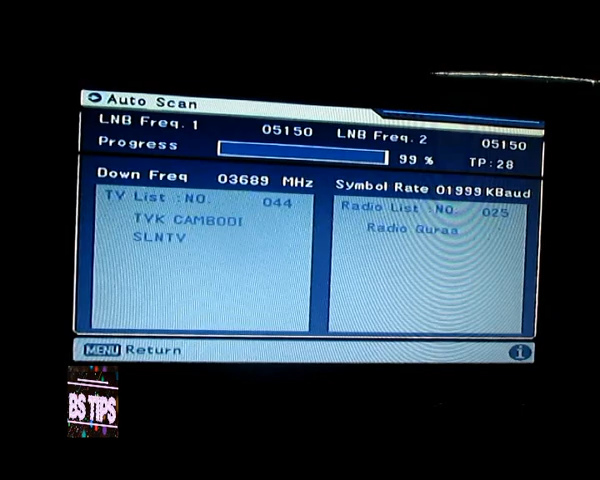 Auto Scan
LNB Freq. 1 05150 LNB Freq. 2 05150
Progress 99 % TP:28
Down Freq 03689 MHz Symbol Rate 01999 KBaud
TV List :NO. 044 Radio List :NO. 025
TVK CAMBODI Radio Quraa
SLNTV
MENU Return i
BS TIPS